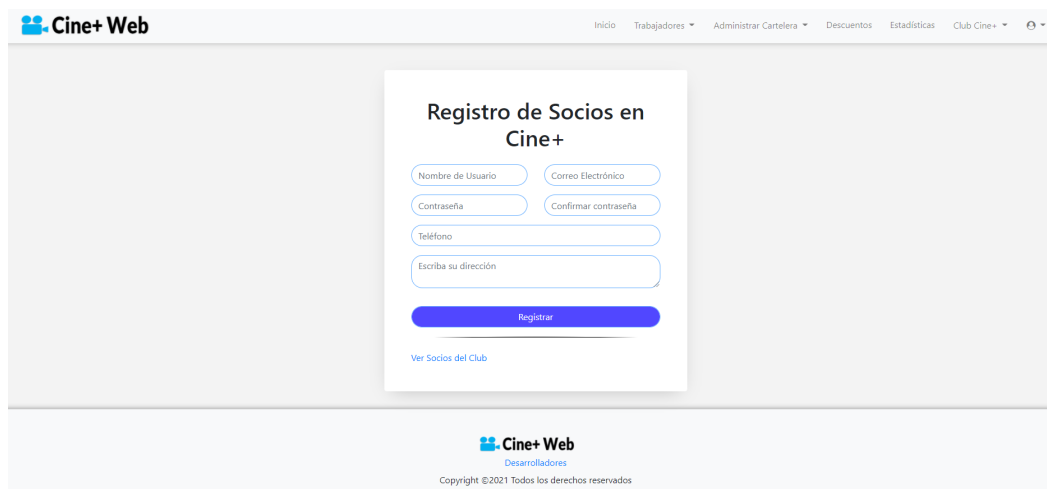 Cine+ Web
Inicio Trabajadores Administrar Cartelera Descuentos Estadísticas Club Cine+
Registro de Socios en
Cine+
Nombre de Usuario Correo Electrónico
Contraseña Confirmar contraseña
Teléfono
Escriba su dirección
Registrar
Ver Socios del Club
Cine+ Web
Desarrolladores
Copyright ©2021 Todos los derechos reservados